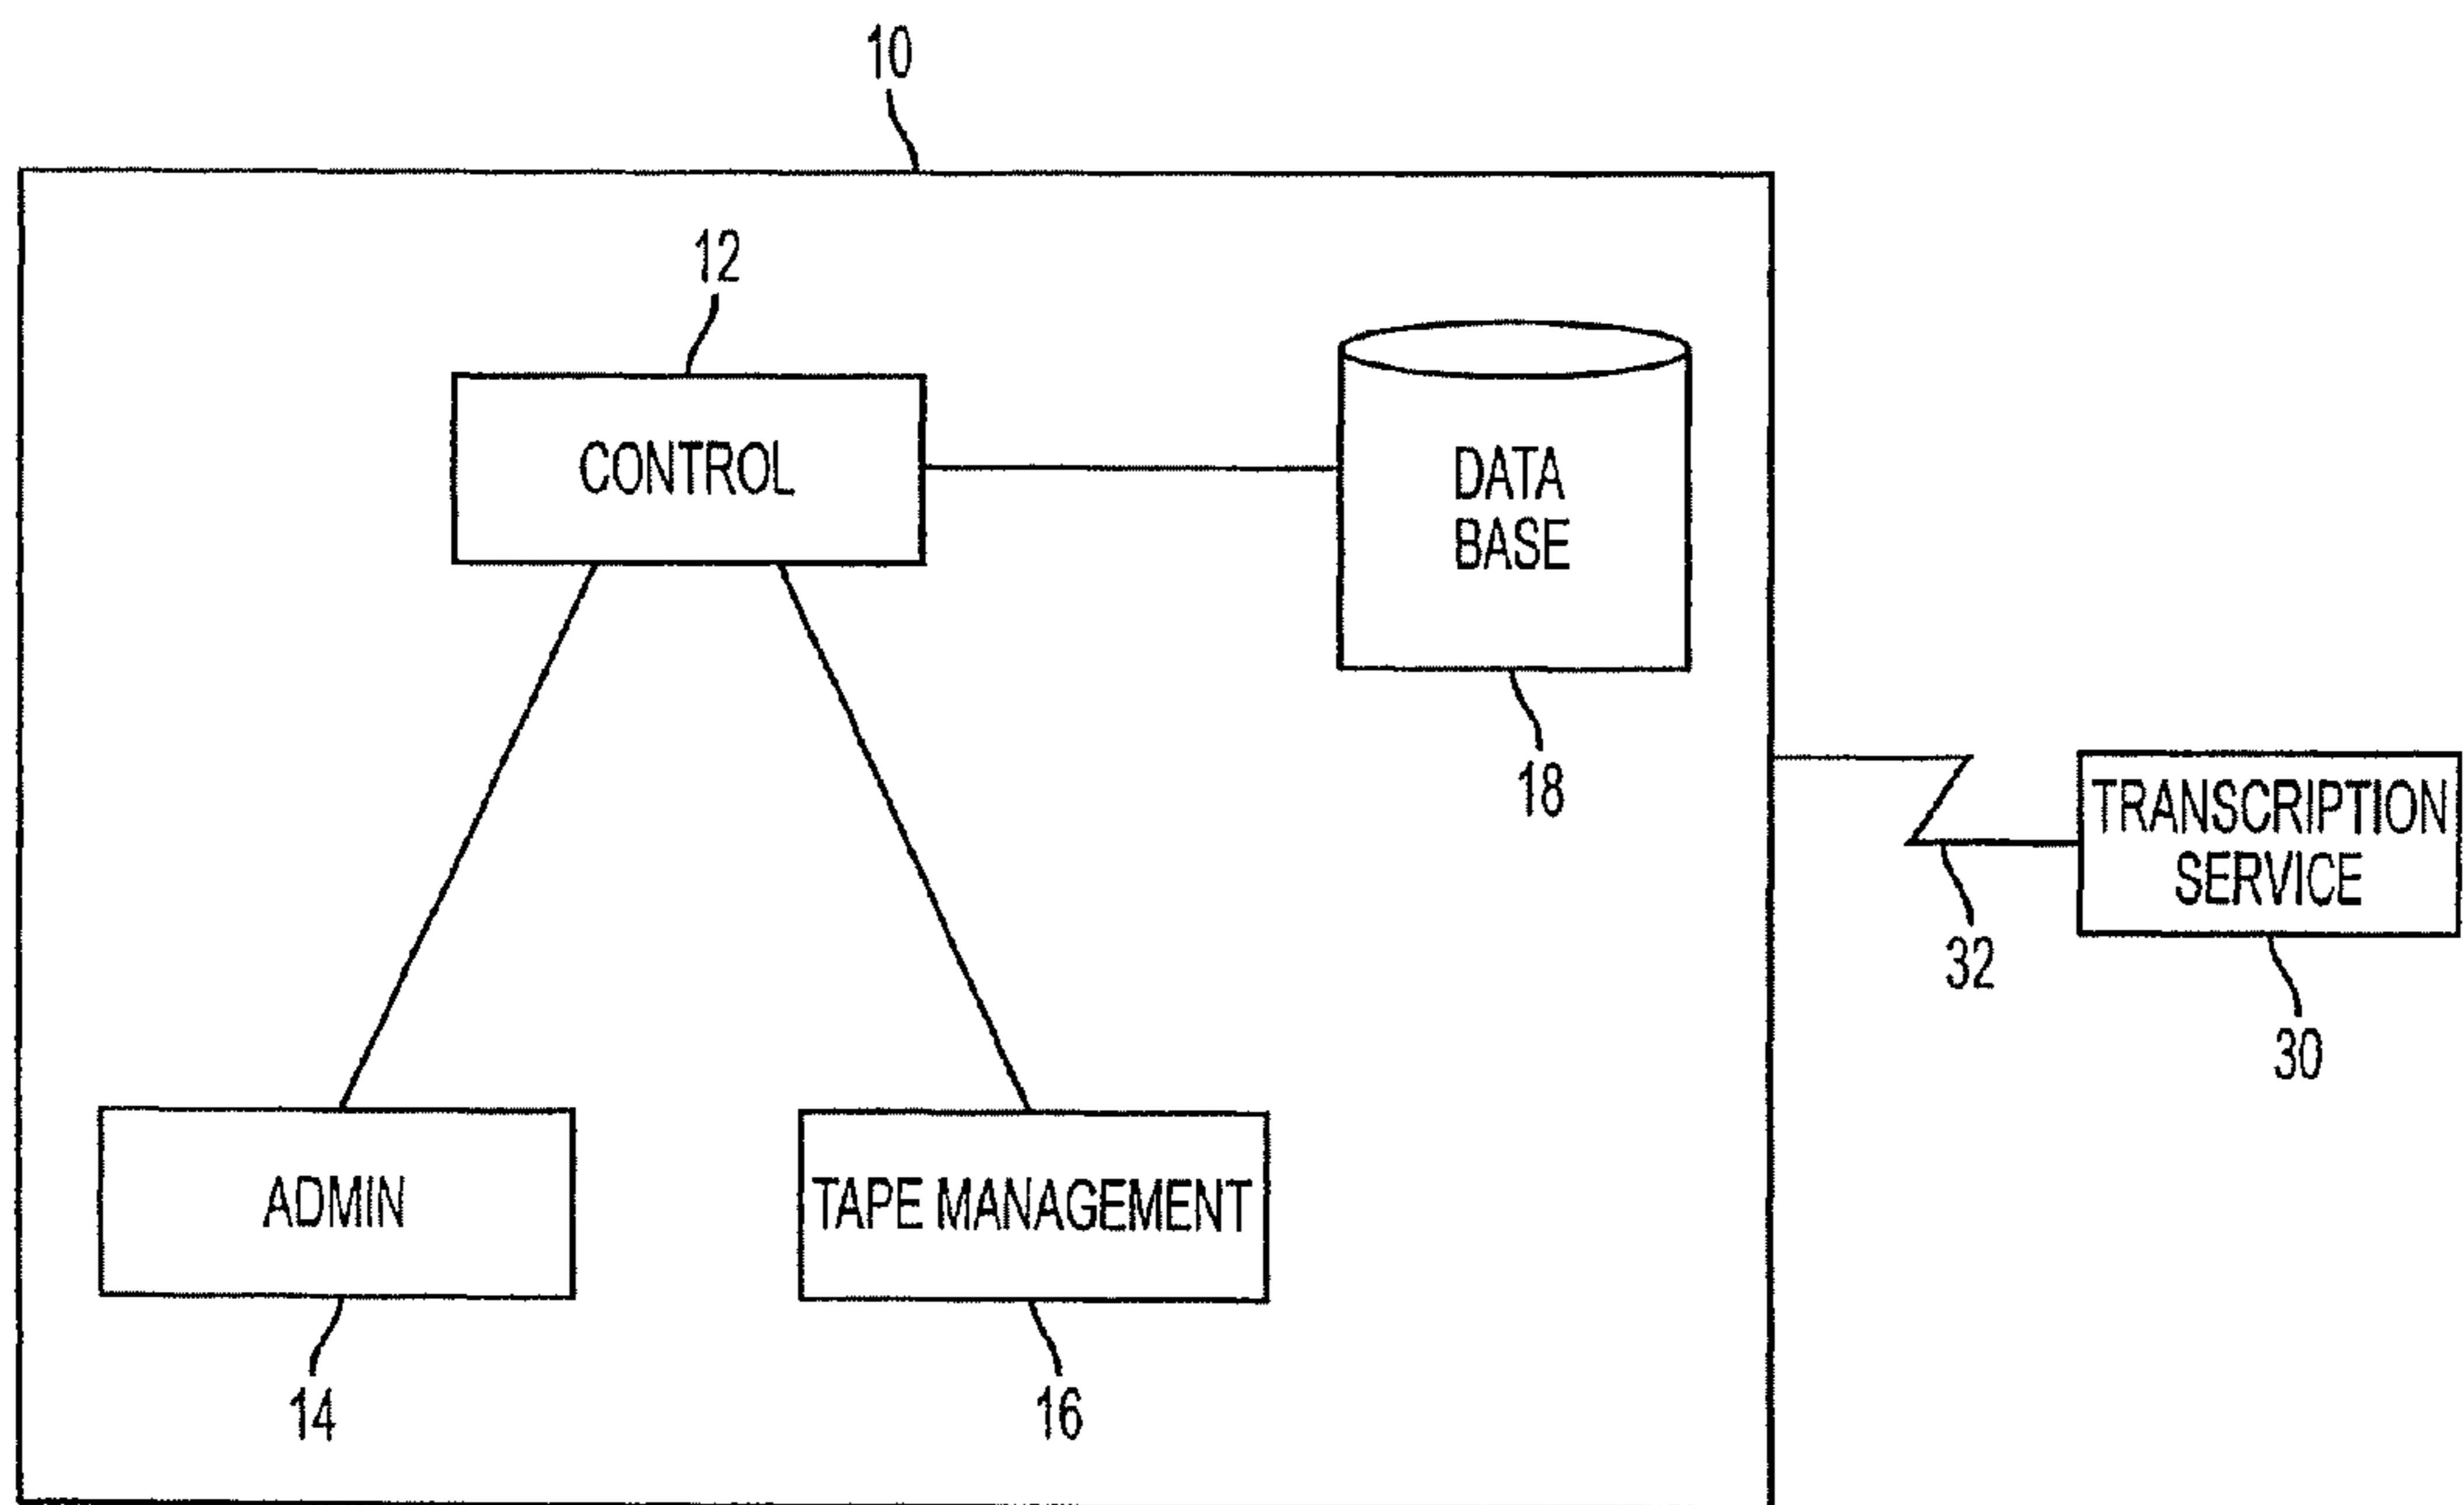 10
12
CONTROL
DATA
BASE
18
TRANSCRIPTION
SERVICE
32
30
ADMIN
TAPE MANAGEMENT
14
16